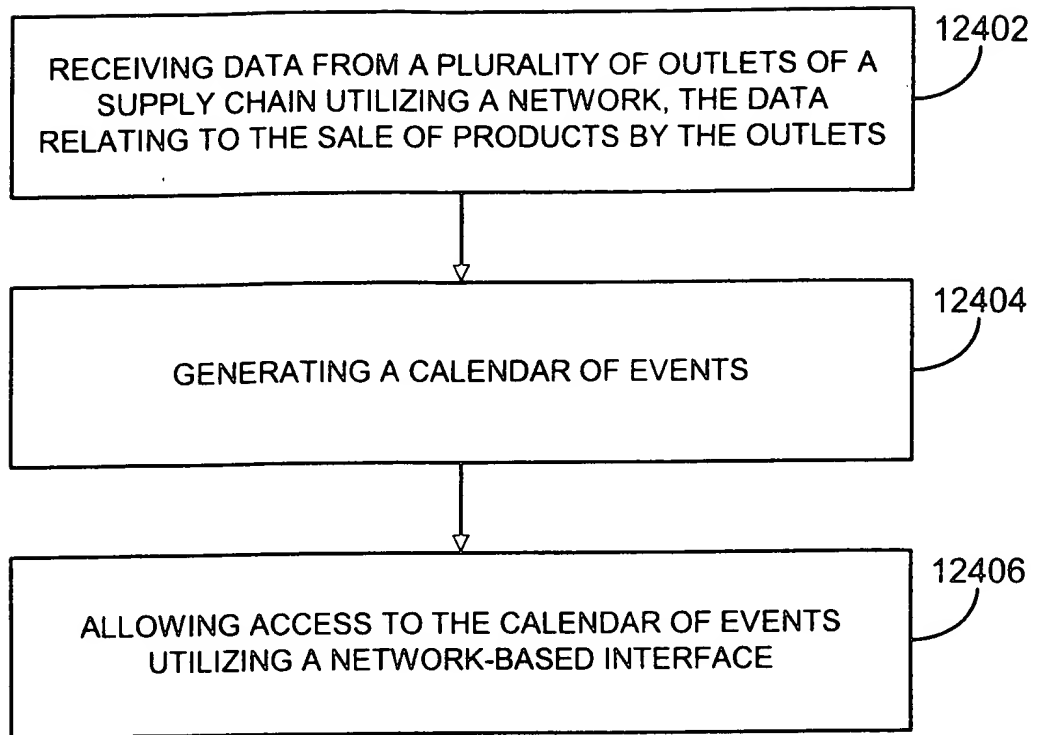 12402
RECEIVING DATA FROM A PLURALITY OF OUTLETS OF A
SUPPLY CHAIN UTILIZING A NETWORK, THE DATA
RELATING TO THE SALE OF PRODUCTS BY THE OUTLETS
12404
GENERATING A CALENDAR OF EVENTS
12406
ALLOWING ACCESS TO THE CALENDAR OF EVENTS
UTILIZING A NETWORK-BASED INTERFACE